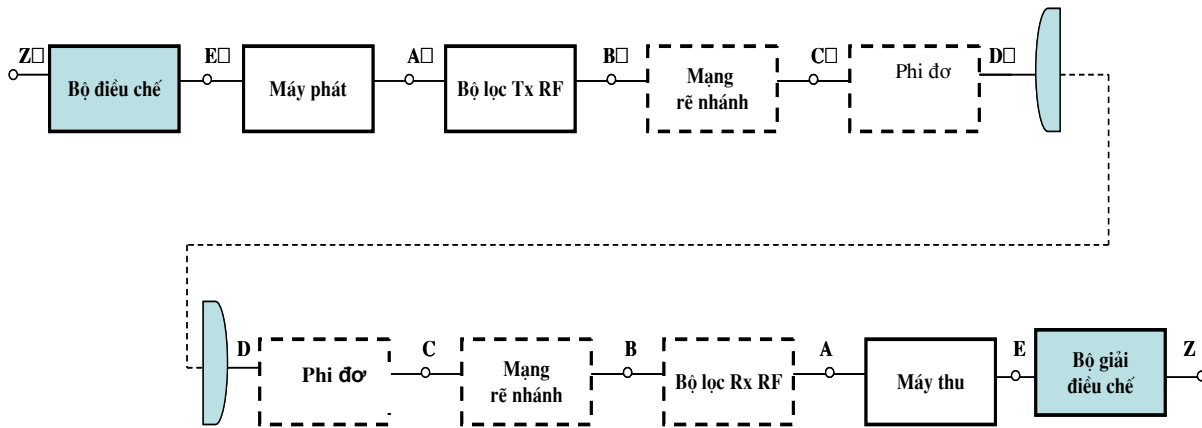 Z□ E□ A□ B□ C□ D□
Bộ điều chế
Máy phát
Bộ lọc Tx RF
Mạng
rẽ nhánh
Phi đơ
D C B A E Z
Phi đơ
Mạng
rẽ nhánh
Bộ lọc Rx RF
Máy thu
Bộ giải
điều chế